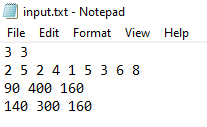 input.txt - Notepad
File Edit Format View Help
3 3
2 5 2 4 1 5 3 6 8
90 400 160
140 300 160